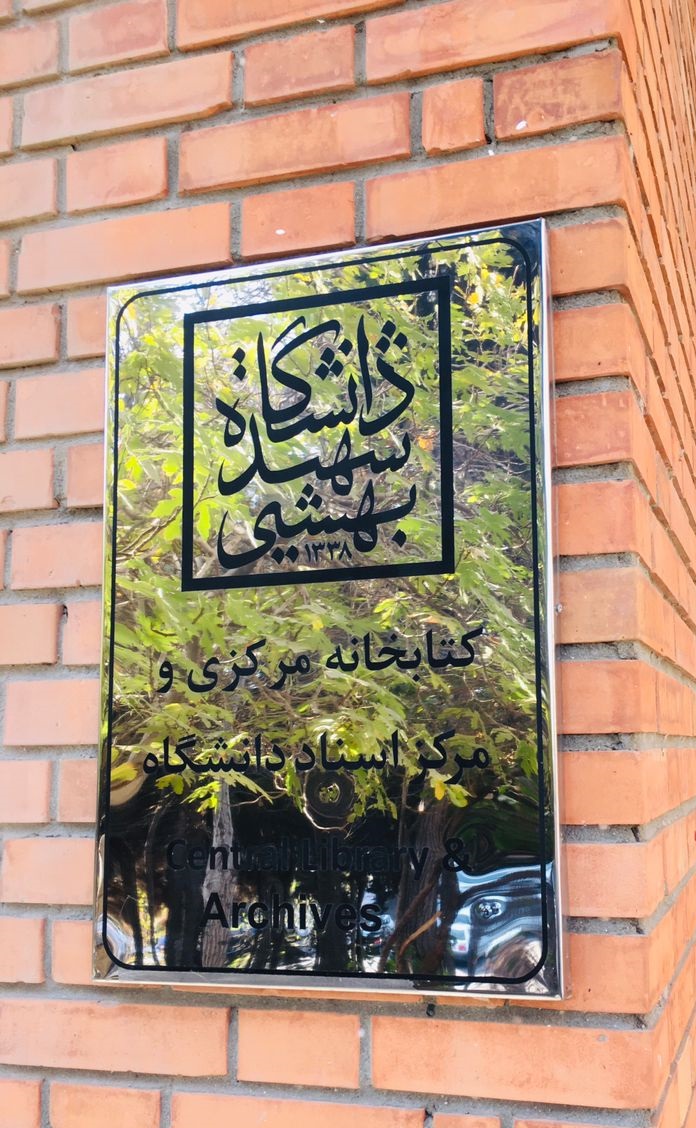 دانشگاه
شهید
بهشتی
۱۳۳۸
کتابخانه مرکزی و
مرکز اسناد دانشگاه
Central Library &
Archives